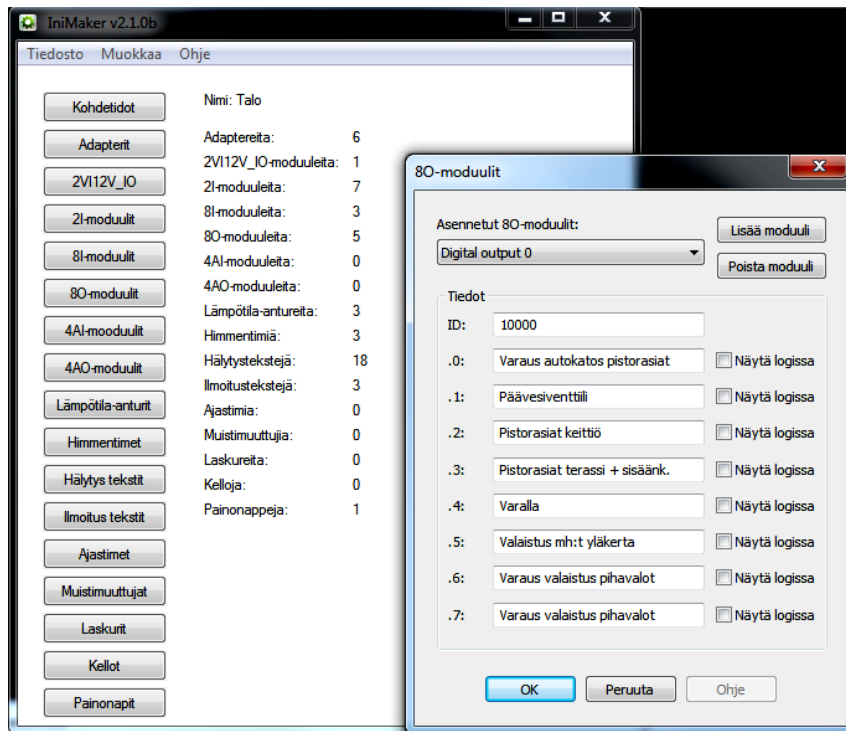 IniMaker v2.1.0b
Tiedosto Muokkaa Ohje
Kohdetidot
Adapterit
2VI12V_IO
2I-moduulit
8I-moduulit
8O-moduulit
4AI-mooduulit
4AO-moduulit
Lämpötila-anturit
Himmentimet
Hälytys tekstit
Ilmoitus tekstit
Ajastimet
Muistimuuttujat
Laskurit
Kellot
Painonapit
Nimi: Talo
Adaptereita: 6
2VI12V_IO-moduuleita: 1
2I-moduuleita: 7
8I-moduuleita: 3
8O-moduuleita: 5
4AI-moduuleita: 0
4AO-moduuleita: 0
Lämpötila-antureita: 3
Himmentimiä: 3
Hälytystekstejä: 18
Ilmoitustekstejä: 3
Ajastimia: 0
Muistimuuttujia: 0
Laskureita: 0
Kelloja: 0
Painonappeja: 1
8O-moduulit
Asennetut 8O-moduulit:
Digital output 0
Lisää moduuli
Poista moduuli
Tiedot
ID: 10000
.0: Varaus autokatos pistorasiat Näytä logissa
.1: Päävesiventtiili Näytä logissa
.2: Pistorasiat keittiö Näytä logissa
.3: Pistorasiat terassi + sisäänk. Näytä logissa
.4: Varalla Näytä logissa
.5: Valaistus mh:t yläkerta Näytä logissa
.6: Varaus valaistus pihavalot Näytä logissa
.7: Varaus valaistus pihavalot Näytä logissa
OK Peruuta Ohje